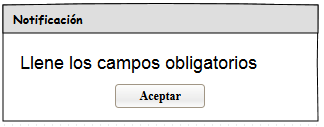 Notificación
Llene los campos obligatorios
Aceptar